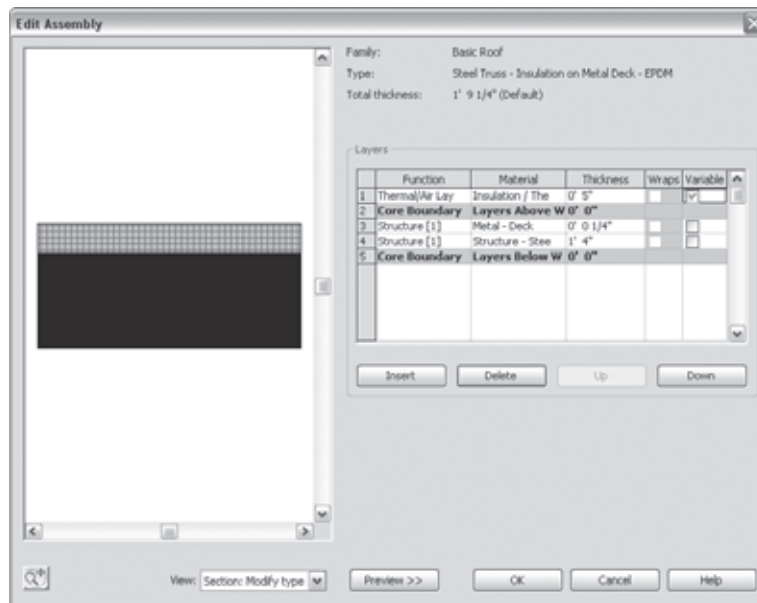 Edit Assembly
Family: Basic Roof
Type: Steel Truss - Insulation on Metal Deck - EPDM
Total thickness: 1' 9 1/4" (Default)
Layers
Function Material Thickness Wraps Variable
1 Thermal/Air Lay Insulation / The 0' 5"
2 Core Boundary Layers Above W 0' 0"
3 Structure [1] Metal - Deck 0' 0 1/4"
4 Structure [1] Structure - Stee 1' 4"
5 Core Boundary Layers Below W 0' 0"
Insert Delete Up Down
View: Section: Modify type Preview >> OK Cancel Help